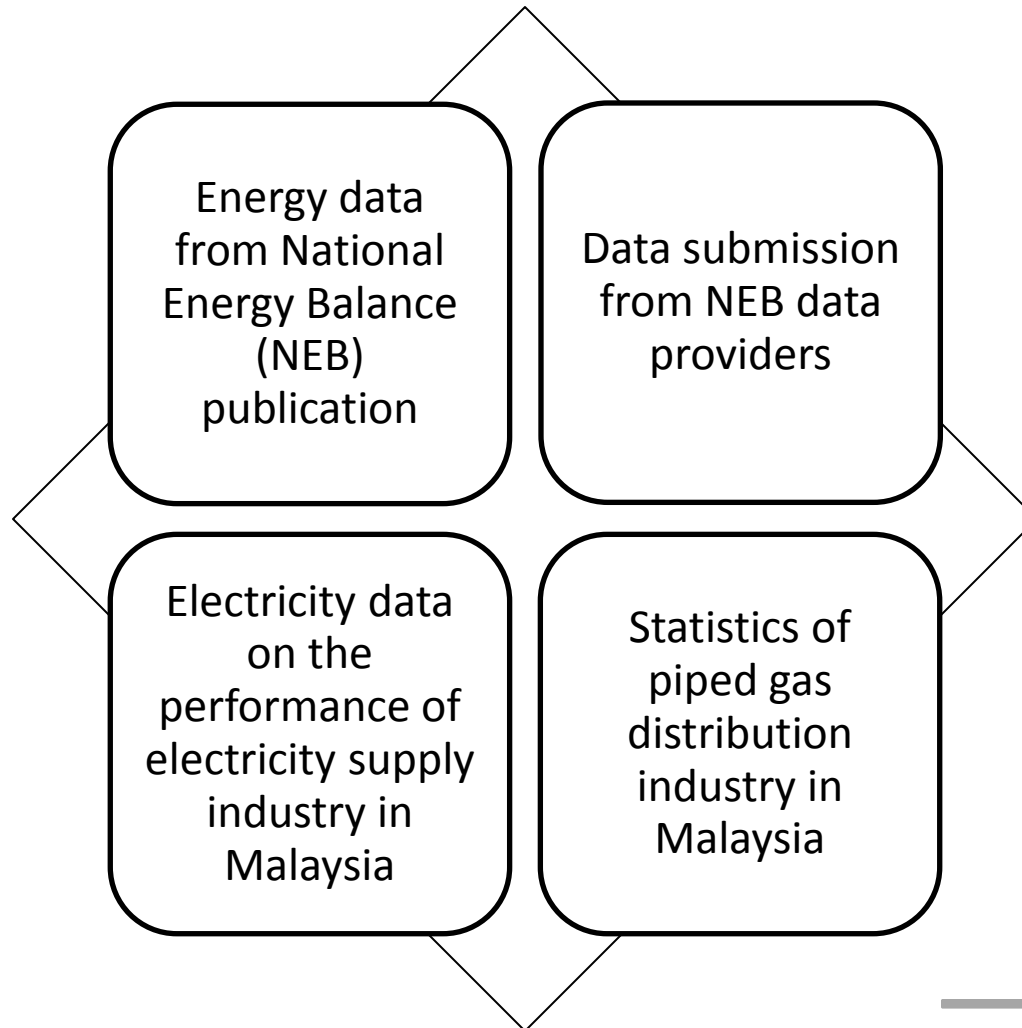 Energy data
from National
Energy Balance
(NEB)
publication
Data submission
from NEB data
providers
Electricity data
on the
performance of
electricity supply
industry in
Malaysia
Statistics of
piped gas
distribution
industry in
Malaysia